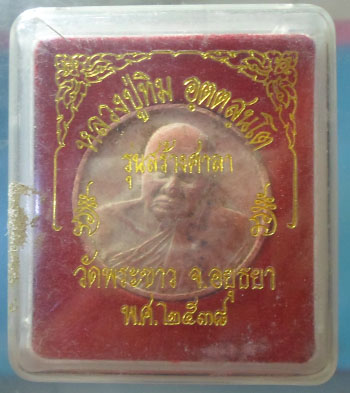 หลวงปู่ทิม อตฺตสนฺโต
รุ่นสร้างศาลา
วัดพระขาว จ.อยุธยา
พ.ศ.๒๕๓๘